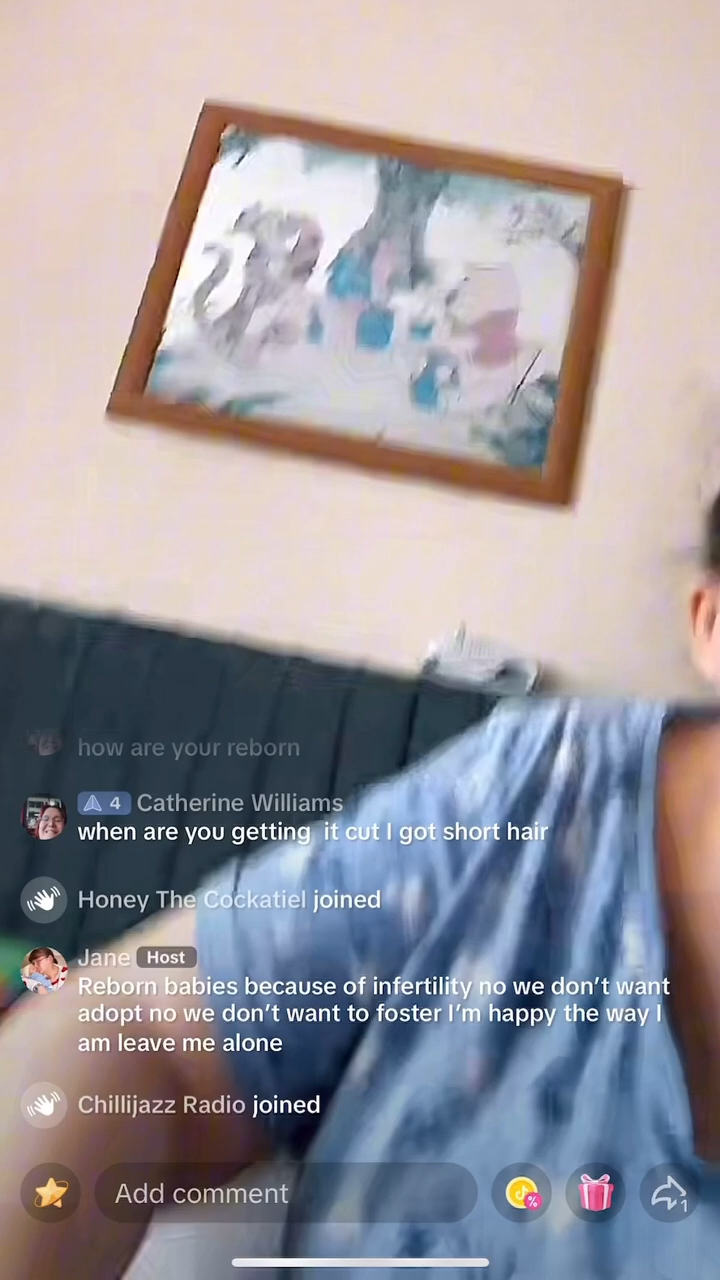 how are your reborn
4 Catherine Williams
when are you getting  it cut I got short hair
Honey The Cockatiel joined
Jane Host
Reborn babies because of infertility no we don’t want
adopt no we don’t want to foster I’m happy the way I
am leave me alone
Chillijazz Radio joined
Add comment
%
1